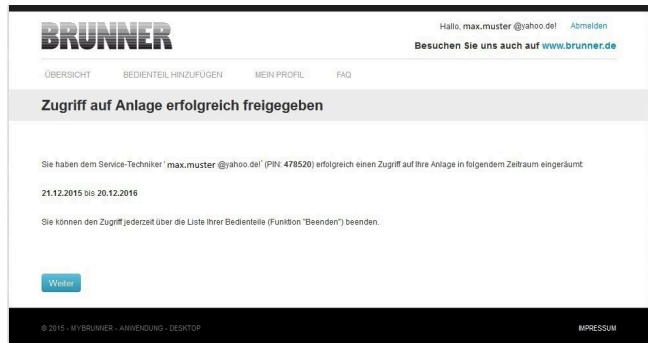 BRUNNER
Hallo, max.muster @yahoo.de! Abmelden
Besuchen Sie uns auch auf www.brunner.de
ÜBERSICHT BEDIENTEIL HINZUFÜGEN MEIN PROFIL FAQ
Zugriff auf Anlage erfolgreich freigegeben
Sie haben dem Service-Techniker ' max.muster @yahoo.de!' (PIN: 478520) erfolgreich einen Zugriff auf Ihre Anlage in folgendem Zeitraum eingeräumt:
21.12.2015 bis 20.12.2016
Sie können den Zugriff jederzeit über die Liste Ihrer Bedienteile (Funktion "Beenden") beenden.
Weiter
© 2015 - MYBRUNNER - ANWENDUNG - DESKTOP IMPRESSUM